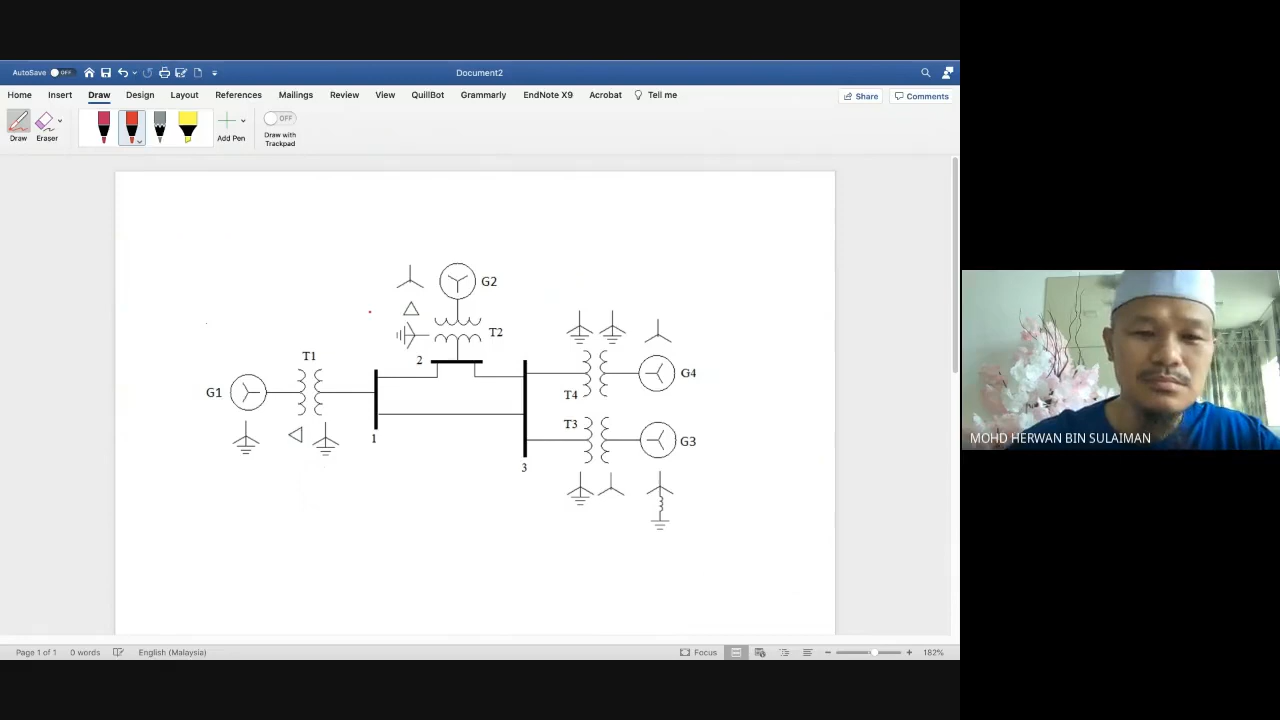 AutoSave OFF Document2
Home Insert Draw Design Layout References Mailings Review View QuillBot Grammarly EndNote X9 Acrobat Tell me Share Comments
OFF
Draw Eraser Add Pen Draw with
Trackpad
G2
T2
2
T1
G1
1
T4
G4
T3
G3
3
MOHD HERWAN BIN SULAIMAN
Page 1 of 1 0 words English (Malaysia) Focus 182%